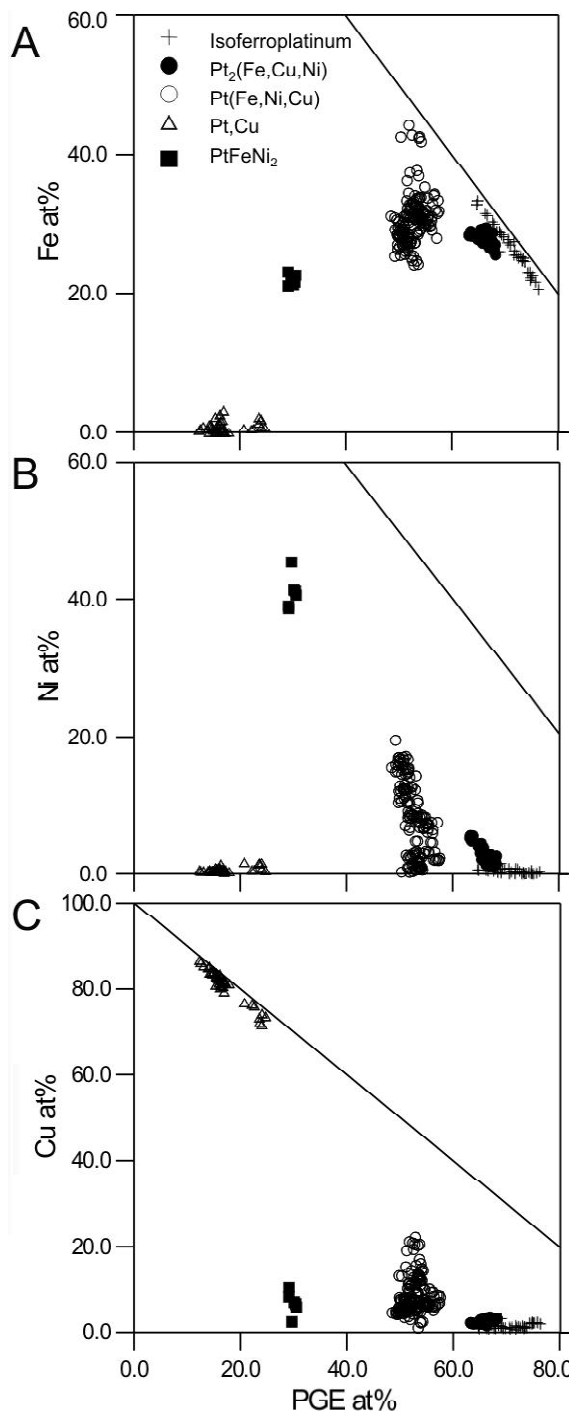 A
60.0
Isoferroplatinum
Pt₂(Fe,Cu,Ni)
Pt(Fe,Ni,Cu)
Pt,Cu
PtFeNi₂
40.0
20.0
0.0
Fe at%
B
60.0
40.0
20.0
0.0
Ni at%
C
100.0
80.0
60.0
40.0
20.0
0.0
Cu at%
0.0 20.0 40.0 60.0 80.0
PGE at%